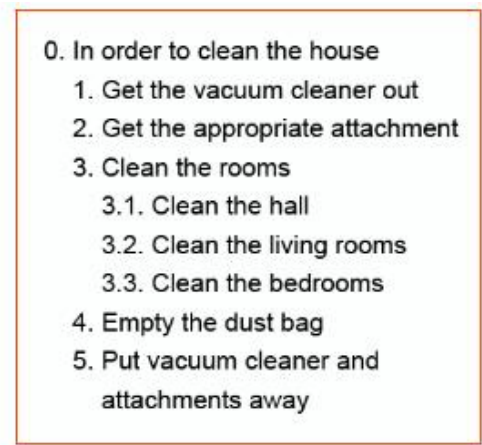 0. In order to clean the house
1. Get the vacuum cleaner out
2. Get the appropriate attachment
3. Clean the rooms
3.1. Clean the hall
3.2. Clean the living rooms
3.3. Clean the bedrooms
4. Empty the dust bag
5. Put vacuum cleaner and
attachments away